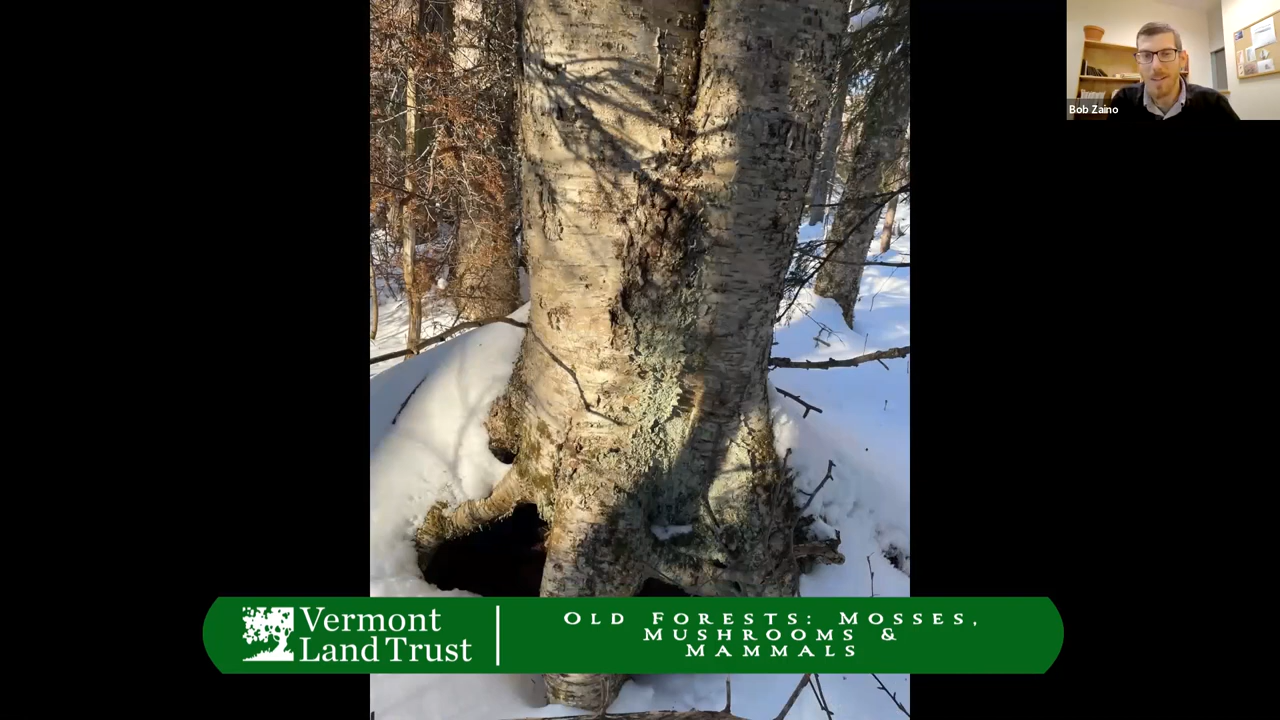 Bob Zaino
Vermont
Land Trust
Old Forests: Mosses,
Mushrooms &
Mammals